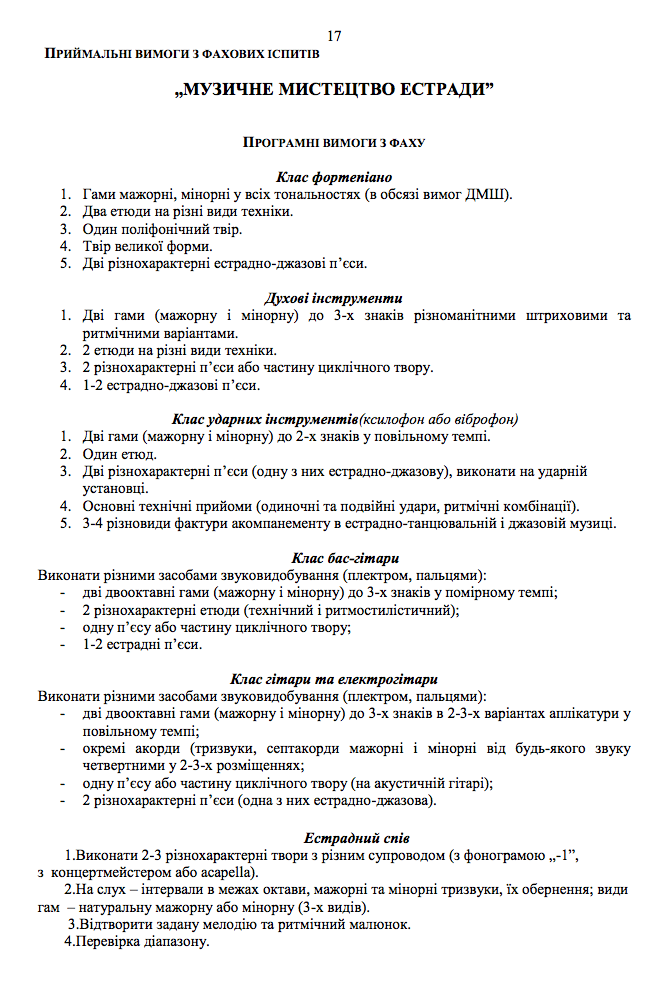 17
ПРИЙМАЛЬНІ ВИМОГИ З ФАХОВИХ ІСПИТІВ
„МУЗИЧНЕ МИСТЕЦТВО ЕСТРАДИ”
ПРОГРАМНІ ВИМОГИ З ФАХУ
Клас фортепіано
1. Гами мажорні, мінорні у всіх тональностях (в обсязі вимог ДМШ).
2. Два етюди на різні види техніки.
3. Один поліфонічний твір.
4. Твір великої форми.
5. Дві різнохарактерні естрадно-джазові п’єси.
Духові інструменти
1. Дві гами (мажорну і мінорну) до 3-х знаків різноманітними штриховими та
ритмічними варіантами.
2. 2 етюди на різні види техніки.
3. 2 різнохарактерні п’єси або частину циклічного твору.
4. 1-2 естрадно-джазові п’єси.
Клас ударних інструментів(ксилофон або віброфон)
1. Дві гами (мажорну і мінорну) до 2-х знаків у повільному темпі.
2. Один етюд.
3. Дві різнохарактерні п’єси (одну з них естрадно-джазову), виконати на ударній
установці.
4. Основні технічні прийоми (одиночні та подвійні удари, ритмічні комбінації).
5. 3-4 різновиди фактури акомпанементу в естрадно-танцювальній і джазовій музиці.
Клас бас-гітари
Виконати різними засобами звуковидобування (плектром, пальцями):
- дві двооктавні гами (мажорну і мінорну) до 3-х знаків у помірному темпі;
- 2 різнохарактерні етюди (технічний і ритмостилістичний);
- одну п’єсу або частину циклічного твору;
- 1-2 естрадні п’єси.
Клас гітари та електрогітари
Виконати різними засобами звуковидобування (плектром, пальцями):
- дві двооктавні гами (мажорну і мінорну) до 3-х знаків в 2-3-х варіантах аплікатури у
повільному темпі;
- окремі акорди (тризвуки, септакорди мажорні і мінорні від будь-якого звуку
четвертними у 2-3-х розміщеннях;
- одну п’єсу або частину циклічного твору (на акустичній гітарі);
- 2 різнохарактерні п’єси (одна з них естрадно-джазова).
Естрадний спів
1.Виконати 2-3 різнохарактерні твори з різним супроводом (з фонограмою „-1”,
з концертмейстером або acapella).
2.На слух – інтервали в межах октави, мажорні та мінорні тризвуки, їх обернення; види
гам – натуральну мажорну або мінорну (3-х видів).
3.Відтворити задану мелодію та ритмічний малюнок.
4.Перевірка діапазону.